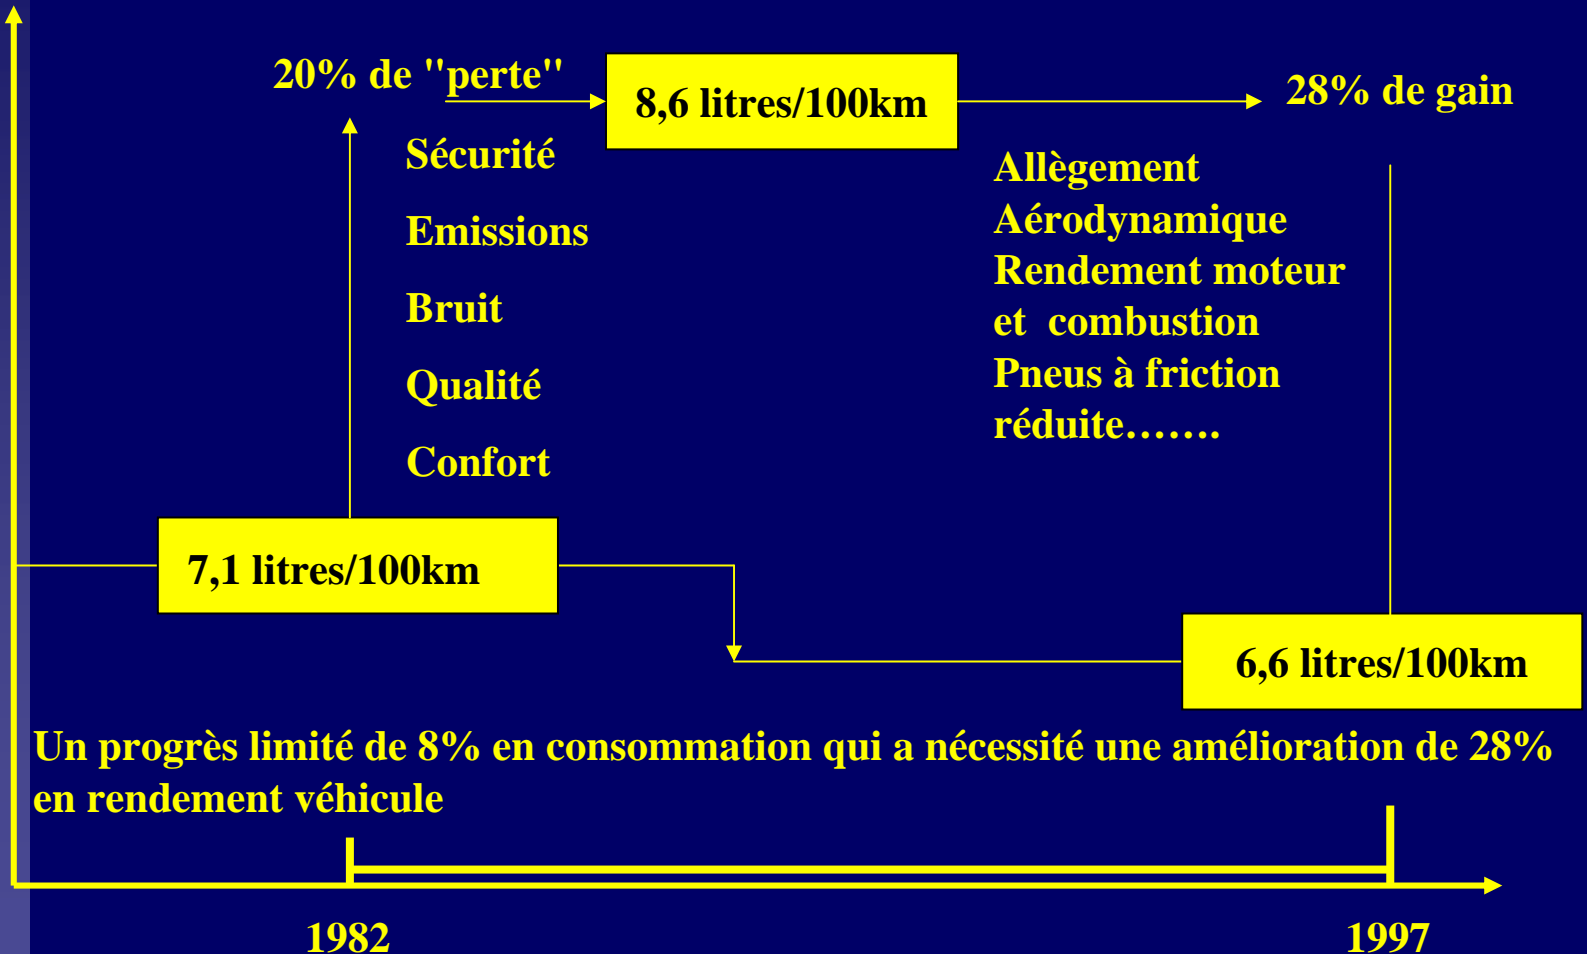 20% de "perte"
8,6 litres/100km
28% de gain
Sécurité
Emissions
Bruit
Qualité
Confort
Allègement
Aérodynamique
Rendement moteur
et combustion
Pneus à friction
réduite…….
7,1 litres/100km
6,6 litres/100km
Un progrès limité de 8% en consommation qui a nécessité une amélioration de 28%
en rendement véhicule
1982
1997